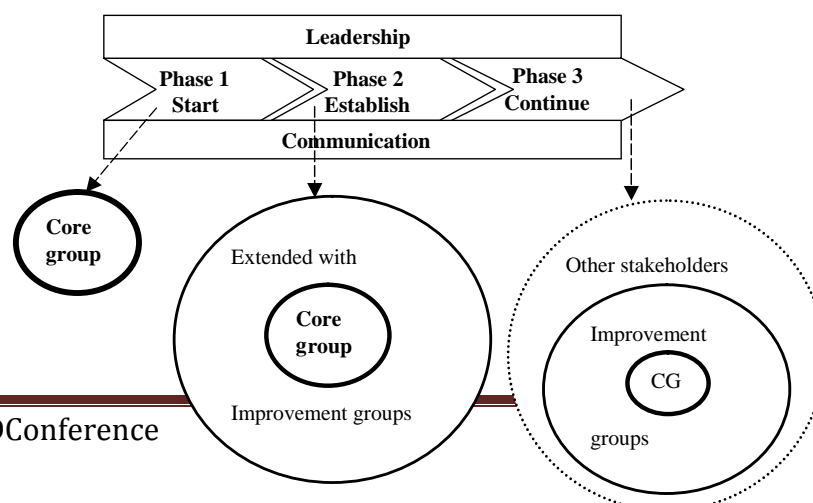 Leadership
Phase 1
Start
Phase 2
Establish
Phase 3
Continue
Communication
Core
group
Extended with
Core
group
Improvement groups
Other stakeholders
Improvement
CG
groups
Conference